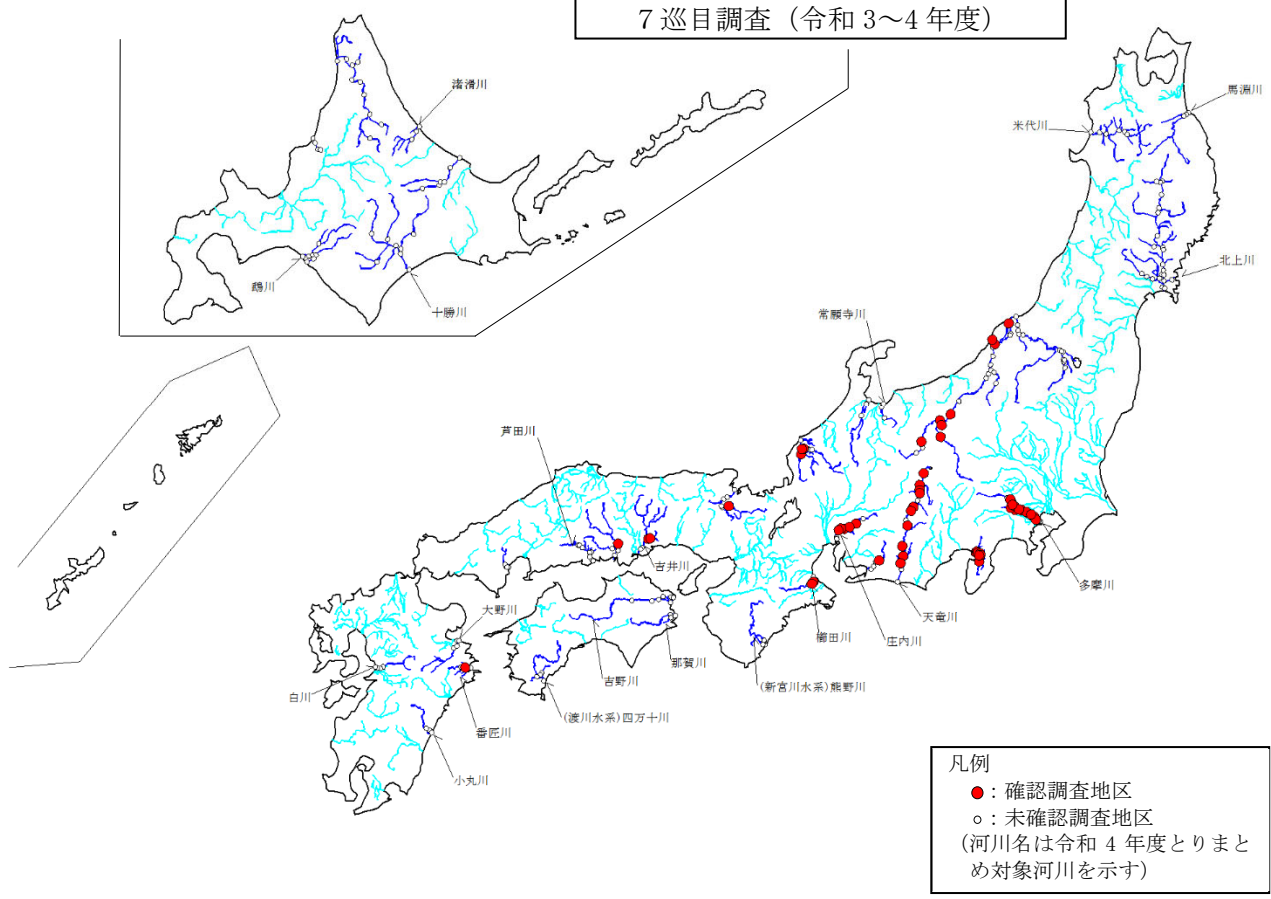 7巡目調査（令和3～4年度）
渚滑川
馬淵川
米代川
北上川
鵡川
十勝川
常願寺川
芦田川
吉井川
多摩川
天竜川
庄内川
櫛田川
大野川
那賀川
吉野川
(新宮川水系)熊野川
白川
(渡川水系)四万十川
番匠川
小丸川
凡例
●：確認調査地区
○：未確認調査地区
(河川名は令和 4 年度とりまと
め対象河川を示す)